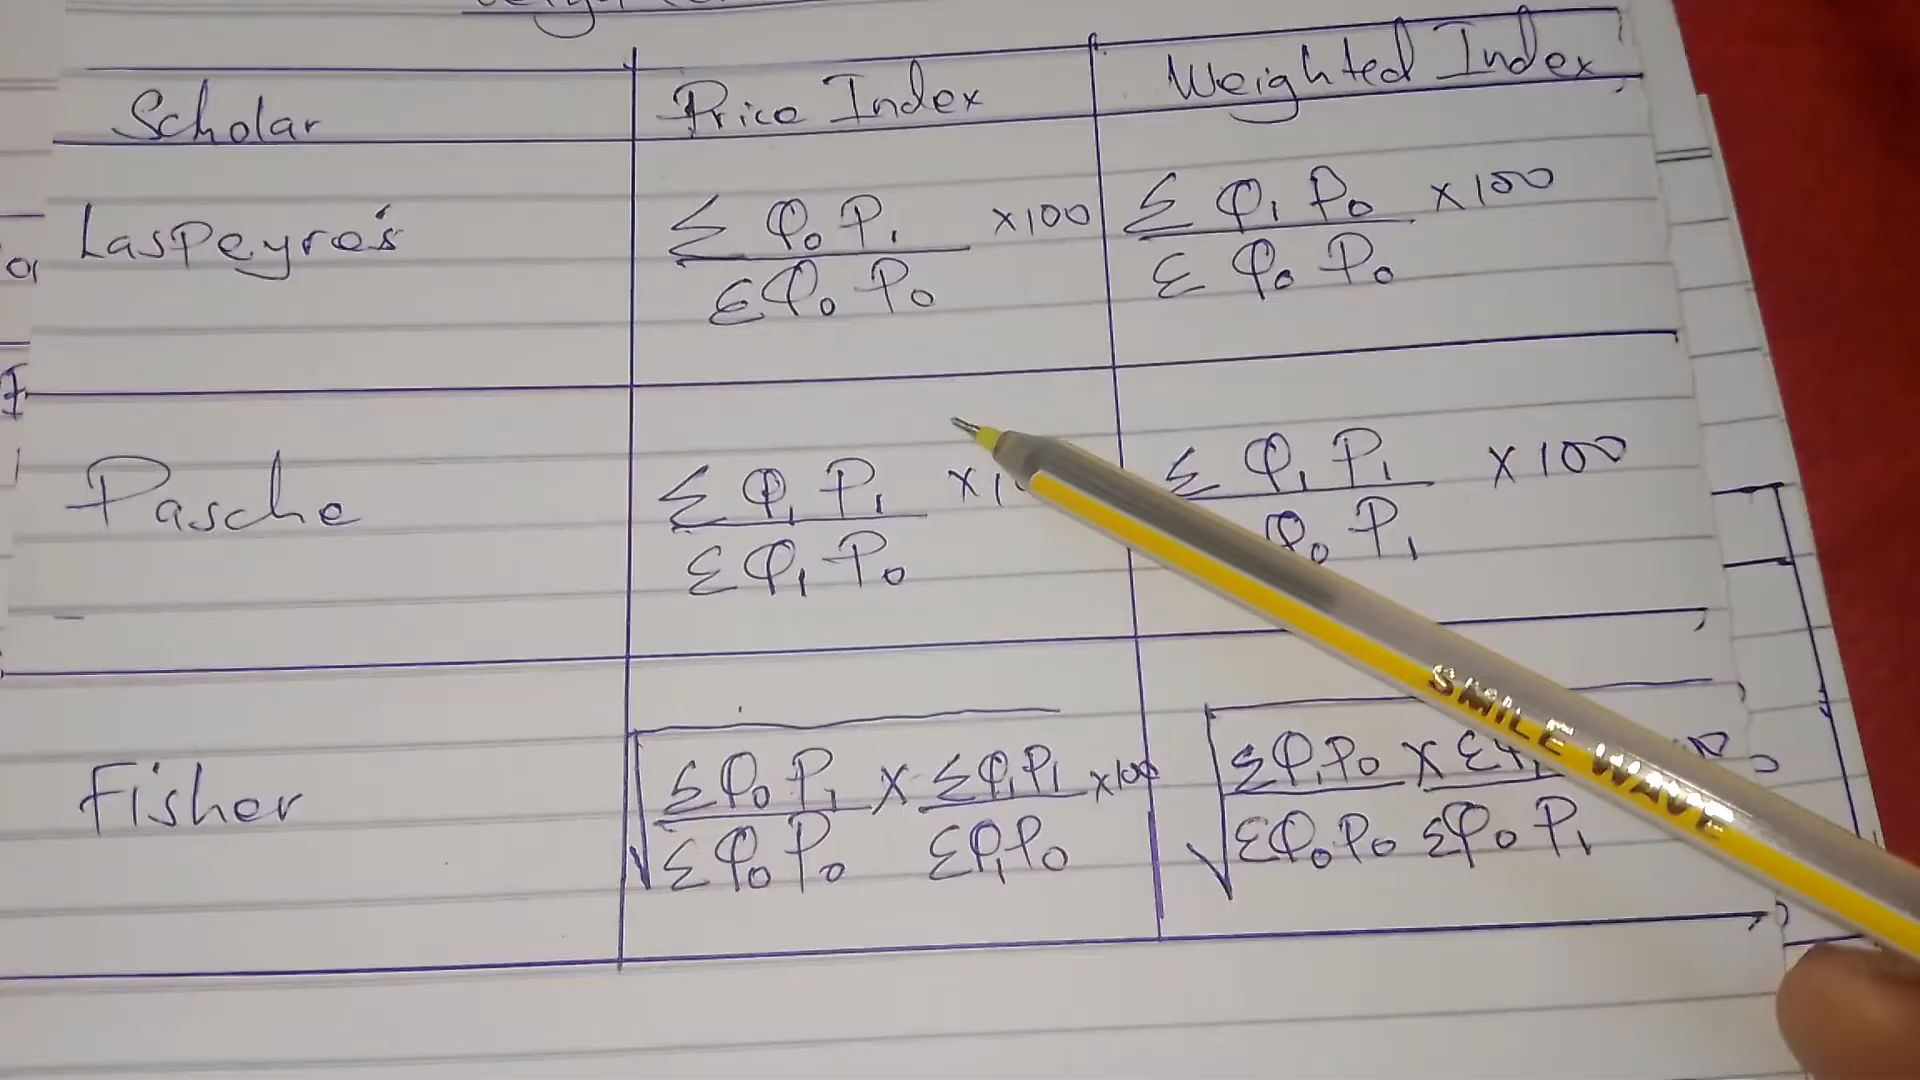 Scholar Price Index Weighted Index
Laspeyre's ΣQ₀P₁ ×100 ΣQ₁P₀ ×100
ΣQ₀P₀ ΣQ₀P₀
Pasche ΣQ₁P₁ ×1 ΣQ₁P₁ ×100
ΣQ₁P₀ Q₀P₁
Fisher √ ΣQ₀P₁ × ΣQ₁P₁ ×100 √ ΣQ₁P₀ × Σ
ΣQ₀P₀ ΣQ₁P₀ ΣQ₀P₀ ΣQ₀P₁
SMILE WAVE